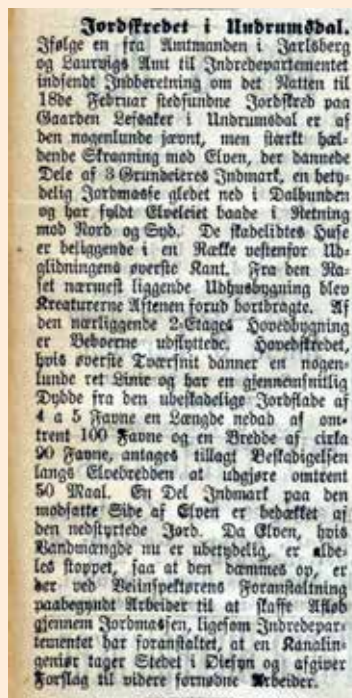 Jordskredet i Undrumsdal.
Ifølge en fra Amtmanden i Jarlsberg
og Laurvigs Amt til Indredepartementet
indsendt Indberetning om det Natten til
18de Februar stedfundne Jordskred paa
Gaarden Lefsaker i Undrumsdal er af
den nogenlunde jævnt, men stærkt hæl-
dende Skraaning mod Elven, der dannede
Dele af 3 Grundeieres Indmark, en bety-
delig Jordmasse gledet ned i Dalbunden
og har fyldt Elveleiet baade i Retning
mod Nord og Syd. De skadelidtes Huse
er beliggende i en Række vestenfor Ud-
glidningens øverste Kant. Fra den Ra-
set nærmest liggende Udhusbygning blev
Kreaturerne Aftenen forud bortbragte. Af
den nærliggende 2-Etages Hovedbygning
er Beboerne udflyttede. Hovedskredet,
hvis øverste Tværsnit danner en nogen-
lunde ret Linie og har en gjennemsnitlig
Dybde fra den ubeskadelige Jordflade af
4 a 5 Favne en Længde nedad af om-
trent 100 Favne og en Bredde af cirka
90 Favne, antages tillagt Beskadigelsen
langs Elvebredden at udgjøre omtrent
50 Maal. En Del Indmark paa den
modsatte Side af Elven er bedækket af
den nedstyrtede Jord. Da Elven, hvis
Vandmængde nu er ubetydelig, er alde-
les stoppet, saa at den dæmmes op, er
der ved Veiinspektørens Foranstaltning
paabegyndt Arbeider til at skaffe Afløb
gjennem Jordmassen, ligesom Indredepar-
tementet har foranstaltet, at en Kanalin-
geniør tager Stedet i Øiesyn og afgiver
Forslag til videre fornødne Arbeider.